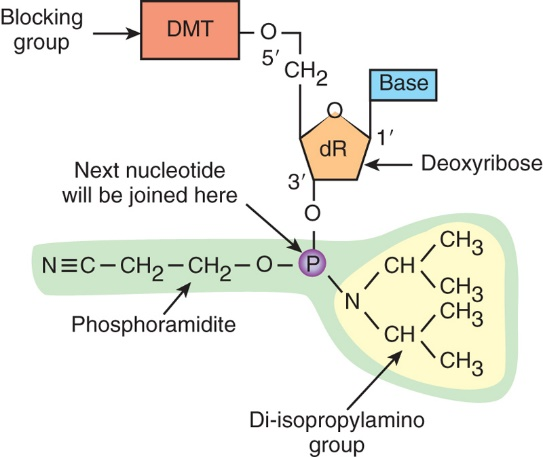 Blocking
group
DMT
O
5′
CH2
Base
O
dR
1′
Deoxyribose
3′
Next nucleotide
will be joined here
O
N≡C–CH2–CH2–O–P
N
CH
CH3
CH3
CH
CH3
CH3
Phosphoramidite
Di-isopropylamino
group